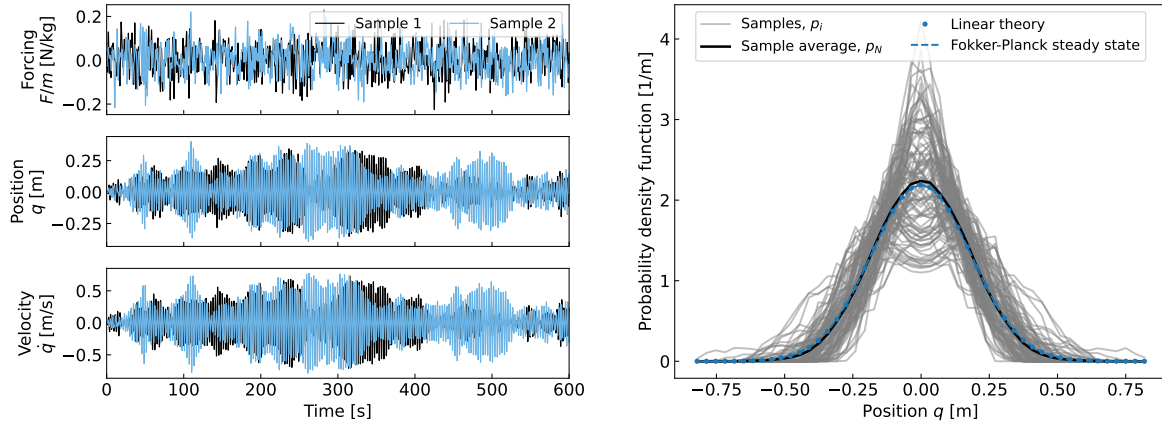 Sample 1
Sample 2
Forcing
F/m [N/kg]
0.2
0.0
−0.2
Position
q [m]
0.25
0.00
−0.25
Velocity
q̇ [m/s]
0.5
0.0
−0.5
0 100 200 300 400 500 600
Time [s]
Samples, pᵢ
Sample average, p_N
Linear theory
Fokker-Planck steady state
Probability density function [1/m]
4
3
2
1
0
−0.75 −0.50 −0.25 0.00 0.25 0.50 0.75
Position q [m]